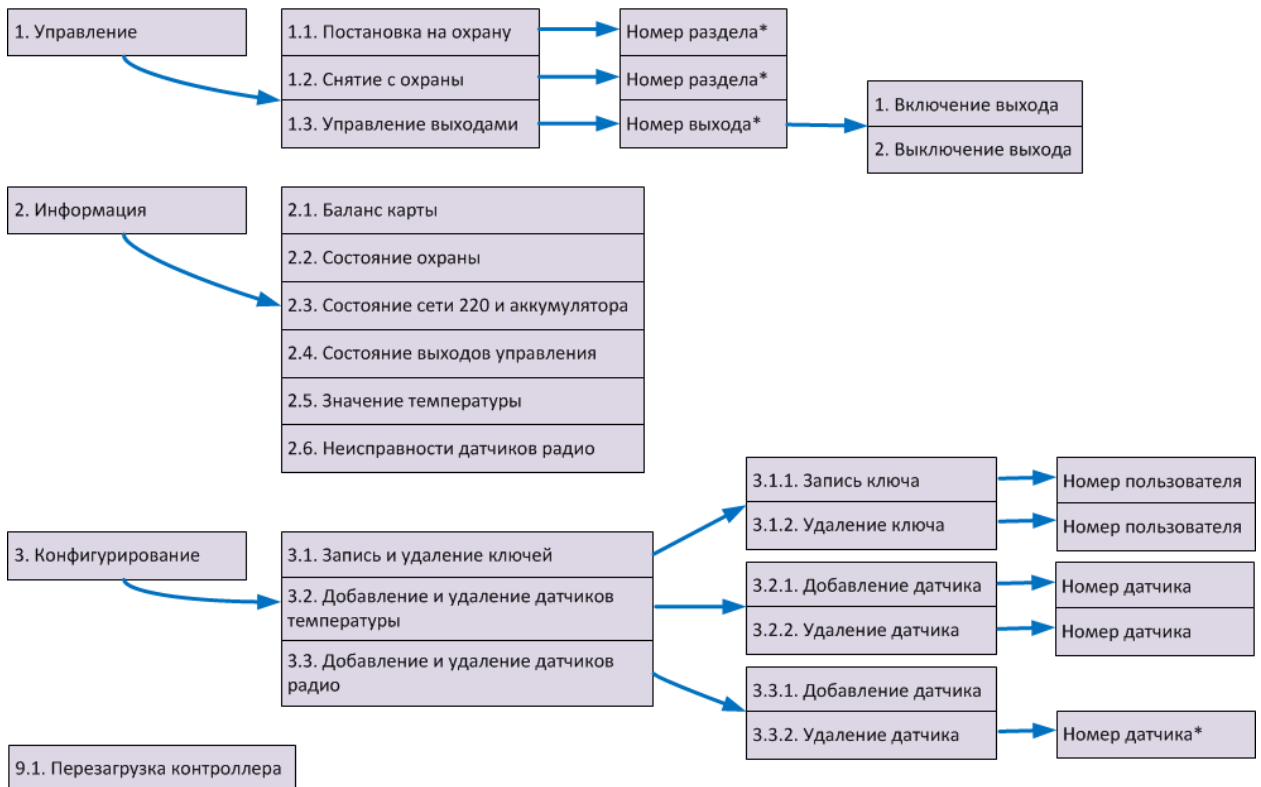 1. Управление
1.1. Постановка на охрану
Номер раздела*
1.2. Снятие с охраны
Номер раздела*
1.3. Управление выходами
Номер выхода*
1. Включение выхода
2. Выключение выхода
2. Информация
2.1. Баланс карты
2.2. Состояние охраны
2.3. Состояние сети 220 и аккумулятора
2.4. Состояние выходов управления
2.5. Значение температуры
2.6. Неисправности датчиков радио
3. Конфигурирование
3.1. Запись и удаление ключей
3.1.1. Запись ключа
Номер пользователя
3.1.2. Удаление ключа
Номер пользователя
3.2. Добавление и удаление датчиков
температуры
3.2.1. Добавление датчика
Номер датчика
3.2.2. Удаление датчика
Номер датчика
3.3. Добавление и удаление датчиков
радио
3.3.1. Добавление датчика
3.3.2. Удаление датчика
Номер датчика*
9.1. Перезагрузка контроллера